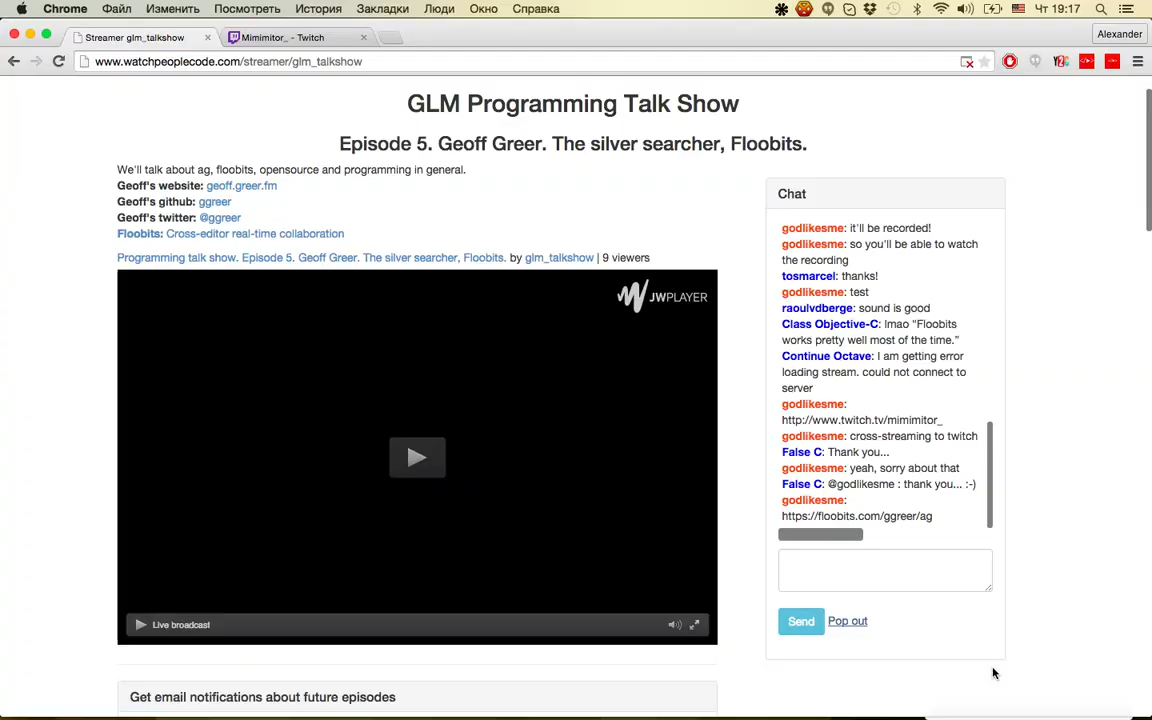 Chrome Файл Изменить Посмотреть История Закладки Люди Окно Справка Чт 19:17
Streamer glm_talkshow Mimimitor_ - Twitch Alexander
www.watchpeoplecode.com/streamer/glm_talkshow
GLM Programming Talk Show
Episode 5. Geoff Greer. The silver searcher, Floobits.
We'll talk about ag, floobits, opensource and programming in general.
Geoff's website: geoff.greer.fm
Geoff's github: ggreer
Geoff's twitter: @ggreer
Floobits: Cross-editor real-time collaboration
Programming talk show. Episode 5. Geoff Greer. The silver searcher, Floobits. by glm_talkshow | 9 viewers
JWPLAYER
Live broadcast
Get email notifications about future episodes
Chat
godlikesme: it'll be recorded!
godlikesme: so you'll be able to watch
the recording
tosmarcel: thanks!
godlikesme: test
raoulvdberge: sound is good
Class Objective-C: lmao “Floobits
works pretty well most of the time.”
Continue Octave: I am getting error
loading stream. could not connect to
server
godlikesme:
http://www.twitch.tv/mimimitor_
godlikesme: cross-streaming to twitch
False C: Thank you...
godlikesme: yeah, sorry about that
False C: @godlikesme : thank you... :-)
godlikesme:
https://floobits.com/ggreer/ag
Send Pop out